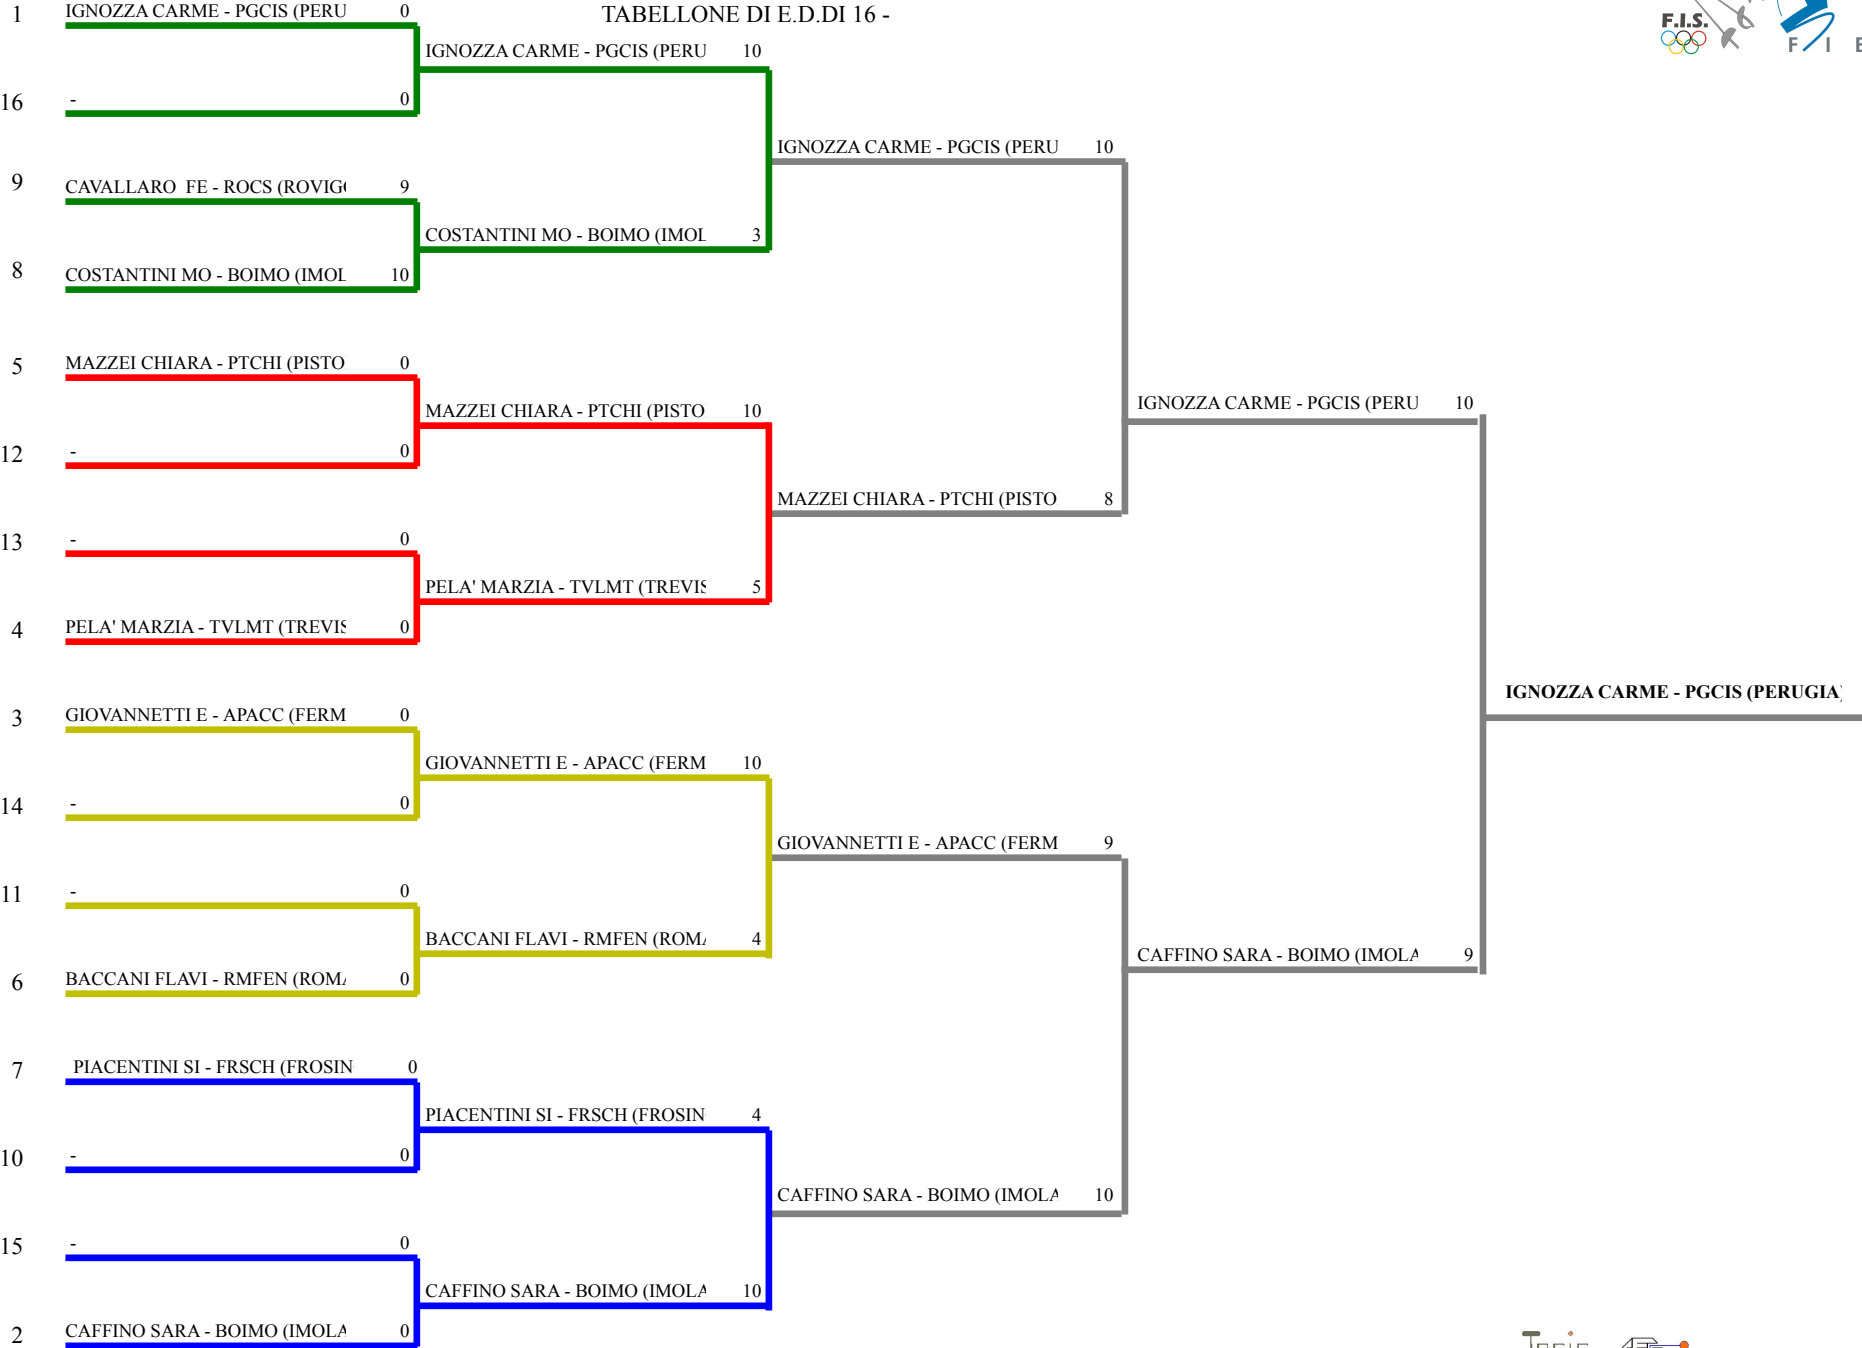 TABELLONE DI E.D.DI 16 -
F.I.S.
F I E
1 IGNOZZA CARME - PGCIS (PERU 0
IGNOZZA CARME - PGCIS (PERU 10
16 - 0
IGNOZZA CARME - PGCIS (PERU 10
9 CAVALLARO FE - ROCS (ROVIG 9
COSTANTINI MO - BOIMO (IMOL 3
8 COSTANTINI MO - BOIMO (IMOL 10
5 MAZZEI CHIARA - PTCHI (PISTO 0
IGNOZZA CARME - PGCIS (PERU 10
MAZZEI CHIARA - PTCHI (PISTO 10
12 - 0
MAZZEI CHIARA - PTCHI (PISTO 8
13 - 0
PELA' MARZIA - TVLMT (TREVIS 5
4 PELA' MARZIA - TVLMT (TREVIS 0
IGNOZZA CARME - PGCIS (PERUGIA)
3 GIOVANNETTI E - APACC (FERM 0
GIOVANNETTI E - APACC (FERM 10
14 - 0
GIOVANNETTI E - APACC (FERM 9
11 - 0
BACCANI FLAVI - RMFEN (ROMA 4
CAFFINO SARA - BOIMO (IMOLA 9
6 BACCANI FLAVI - RMFEN (ROMA 0
7 PIACENTINI SI - FRSCH (FROSIN 0
PIACENTINI SI - FRSCH (FROSIN 4
10 - 0
CAFFINO SARA - BOIMO (IMOLA 10
15 - 0
CAFFINO SARA - BOIMO (IMOLA 10
2 CAFFINO SARA - BOIMO (IMOLA 0